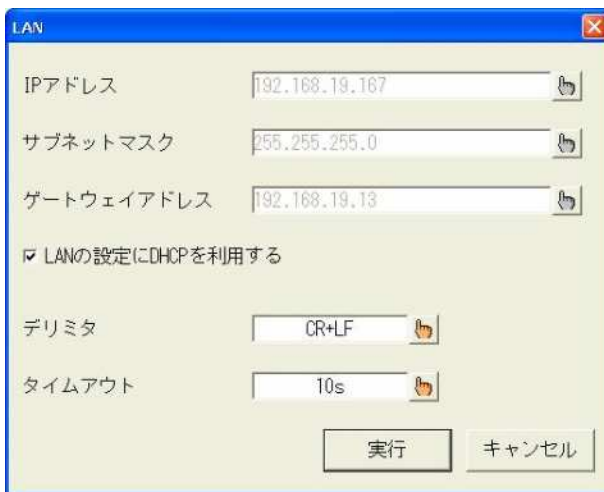 LAN
IPアドレス 192.168.19.167
サブネットマスク 255.255.255.0
ゲートウェイアドレス 192.168.19.13
LANの設定にDHCPを利用する
デリミタ CR+LF
タイムアウト 10s
実行 キャンセル